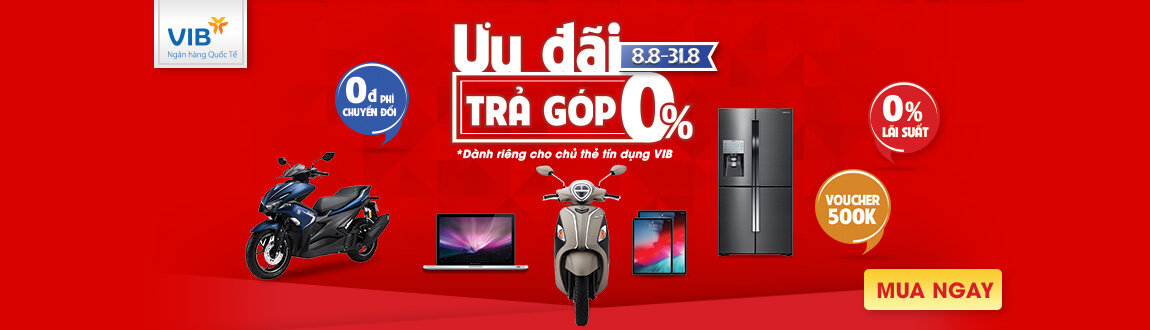 VIB
Ngân hàng Quốc Tế
Ưu đãi
8.8-31.8
TRẢ GÓP 0%
*Dành riêng cho chủ thẻ tín dụng VIB
0đ PHÍ
CHUYỂN ĐỔI
0%
LÃI SUẤT
VOUCHER
500K
MUA NGAY